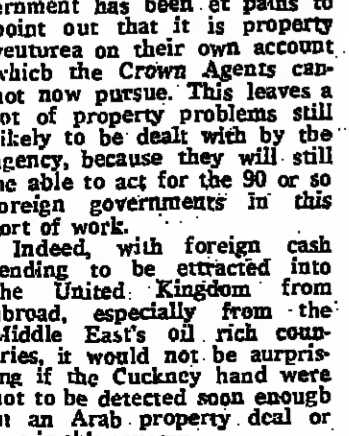 ernment has been et pains to
point out that it is property
veuturea on their own account
which the Crown Agents can-
not now pursue. This leaves a
lot of property problems still
likely to be dealt with by the
agency, because they will still
be able to act for the 90 or so
foreign governments in this
sort of work.
Indeed, with foreign cash
tending to be ettracted into
the United Kingdom from
abroad, especially from the
Middle East's oil rich coun-
tries, it would not be aurpris-
ing if the Cuckney hand were
not to be detected soon enough
in an Arab property deal or